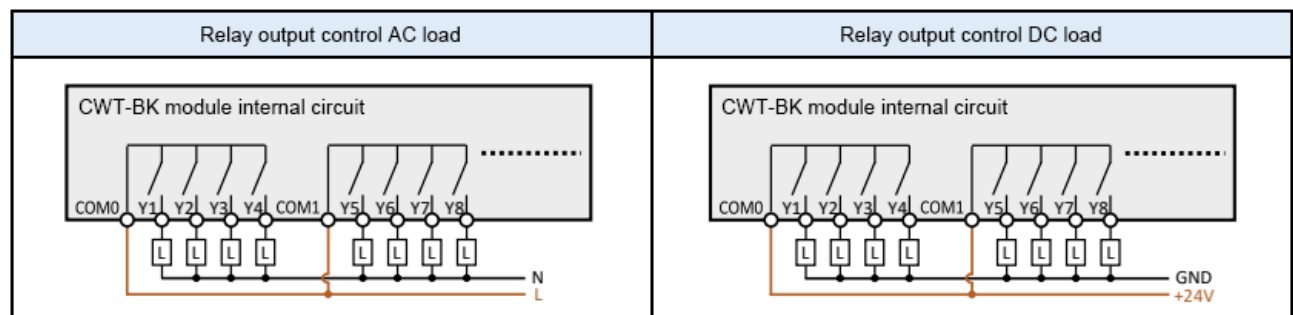 Relay output control AC load
Relay output control DC load
CWT-BK module internal circuit
COM0 Y1 Y2 Y3 Y4 COM1 Y5 Y6 Y7 Y8
L L L L L L L L
N
L
CWT-BK module internal circuit
COM0 Y1 Y2 Y3 Y4 COM1 Y5 Y6 Y7 Y8
L L L L L L L L
GND
+24V